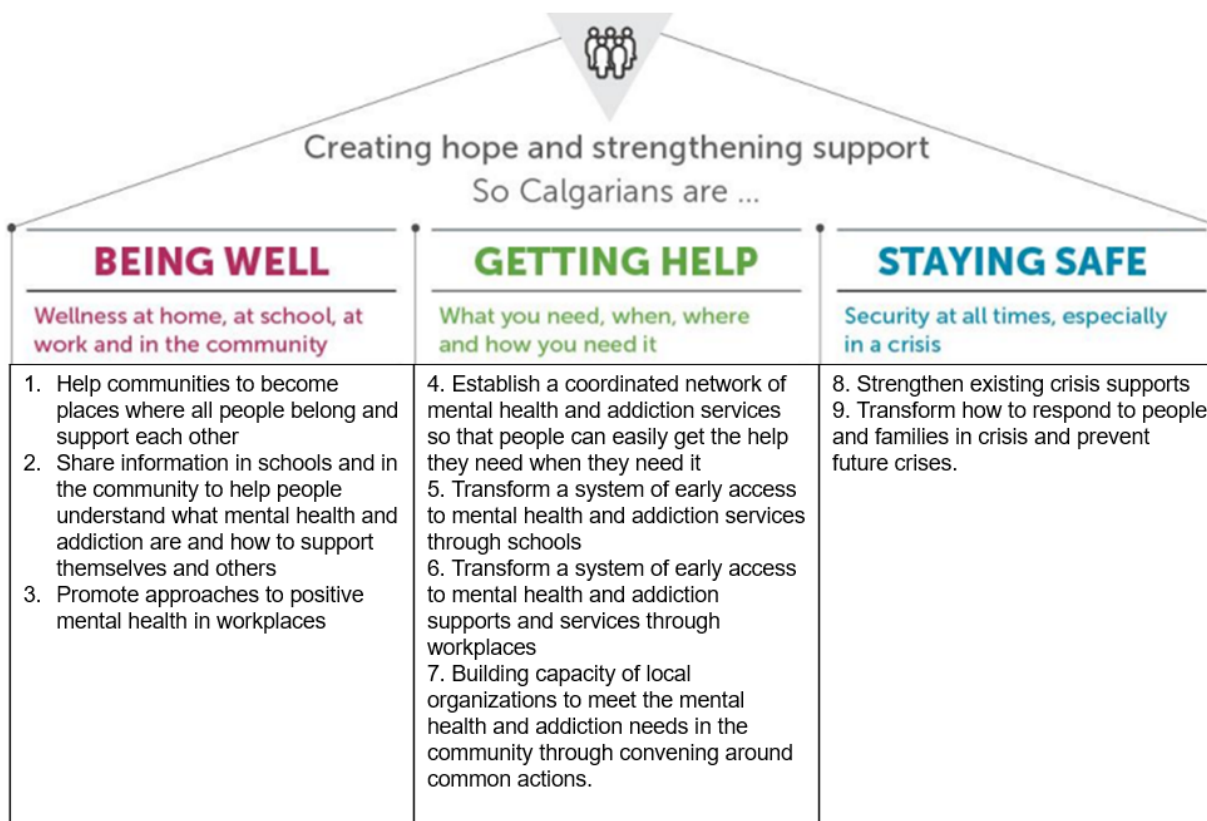 Creating hope and strengthening support
So Calgarians are ...
BEING WELL
Wellness at home, at school, at
work and in the community
1. Help communities to become
places where all people belong and
support each other
2. Share information in schools and in
the community to help people
understand what mental health and
addiction are and how to support
themselves and others
3. Promote approaches to positive
mental health in workplaces
GETTING HELP
What you need, when, where
and how you need it
4. Establish a coordinated network of
mental health and addiction services
so that people can easily get the help
they need when they need it
5. Transform a system of early access
to mental health and addiction services
through schools
6. Transform a system of early access
to mental health and addiction
supports and services through
workplaces
7. Building capacity of local
organizations to meet the mental
health and addiction needs in the
community through convening around
common actions.
STAYING SAFE
Security at all times, especially
in a crisis
8. Strengthen existing crisis supports
9. Transform how to respond to people
and families in crisis and prevent
future crises.